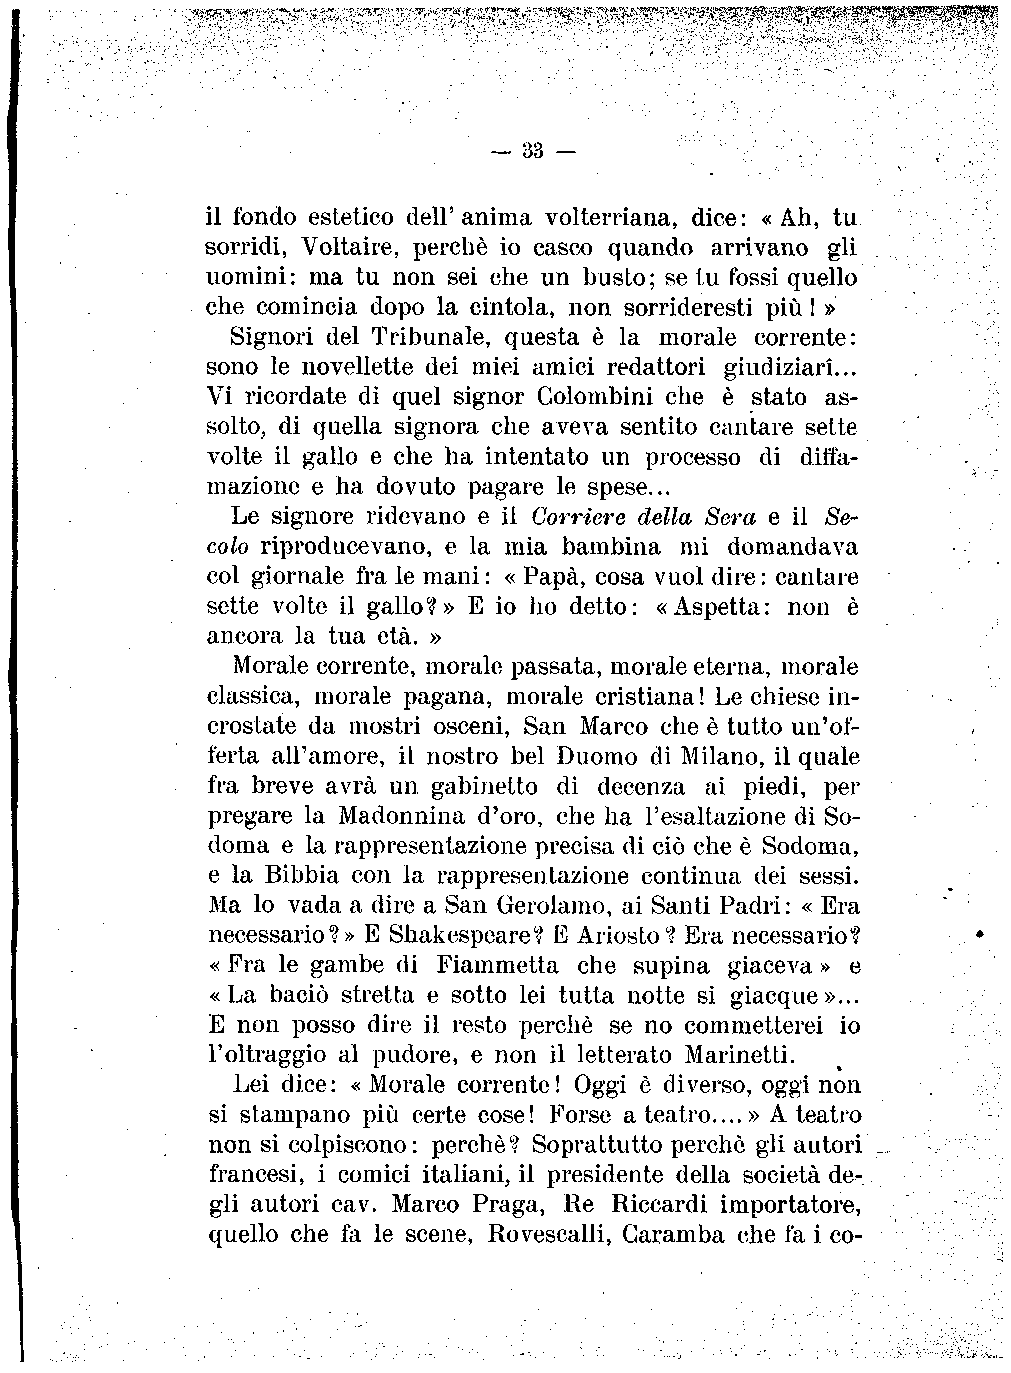 — 33 —
il fondo estetico dell' anima volterriana, dice: « Ah, tu
sorridi, Voltaire, perchè io casco quando arrivano gli
uomini: ma tu non sei che un busto; se tu fossi quello
che comincia dopo la cintola, non sorrideresti più ! »
Signori del Tribunale, questa è la morale corrente:
sono le novellette dei miei amici redattori giudiziarî...
Vi ricordate di quel signor Colombini che è stato as-
solto, di quella signora che aveva sentito cantare sette
volte il gallo e che ha intentato un processo di diffa-
mazione e ha dovuto pagare le spese...
Le signore ridevano e il Corriere della Sera e il Se-
colo riproducevano, e la mia bambina mi domandava
col giornale fra le mani: « Papà, cosa vuol dire: cantare
sette volte il gallo? » E io ho detto: « Aspetta: non è
ancora la tua età. »
Morale corrente, morale passata, morale eterna, morale
classica, morale pagana, morale cristiana! Le chiese in-
crostate da mostri osceni, San Marco che è tutto un'of-
ferta all'amore, il nostro bel Duomo di Milano, il quale
fra breve avrà un gabinetto di decenza ai piedi, per
pregare la Madonnina d'oro, che ha l'esaltazione di So-
doma e la rappresentazione precisa di ciò che è Sodoma,
e la Bibbia con la rappresentazione continua dei sessi.
Ma lo vada a dire a San Gerolamo, ai Santi Padri: « Era
necessario? » E Shakespeare? E Ariosto? Era necessario?
« Fra le gambe di Fiammetta che supina giaceva » e
« La baciò stretta e sotto lei tutta notte si giacque »...
E non posso dire il resto perchè se no commetterei io
l'oltraggio al pudore, e non il letterato Marinetti.
Lei dice: « Morale corrente! Oggi è diverso, oggi non
si stampano più certe cose! Forse a teatro.... » A teatro
non si colpiscono: perchè? Soprattutto perchè gli autori
francesi, i comici italiani, il presidente della società de-
gli autori cav. Marco Praga, Re Riccardi importatore,
quello che fa le scene, Rovescalli, Caramba che fa i co-